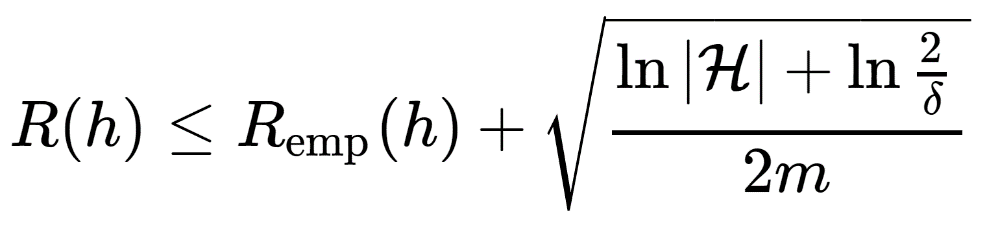 R(h) ≤ R_emp(h) + √((ln |ℋ| + ln (2/δ))/(2m))